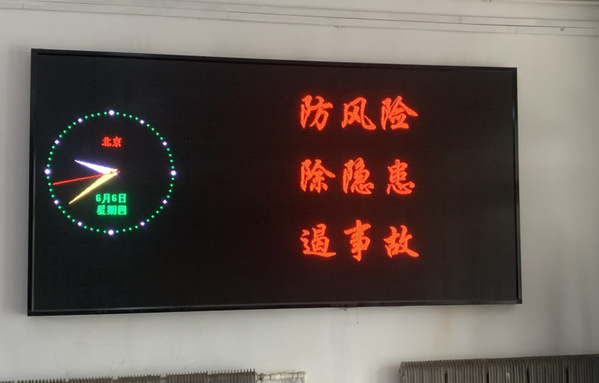 北京
6月6日
星期四
防风险
除隐患
遏事故